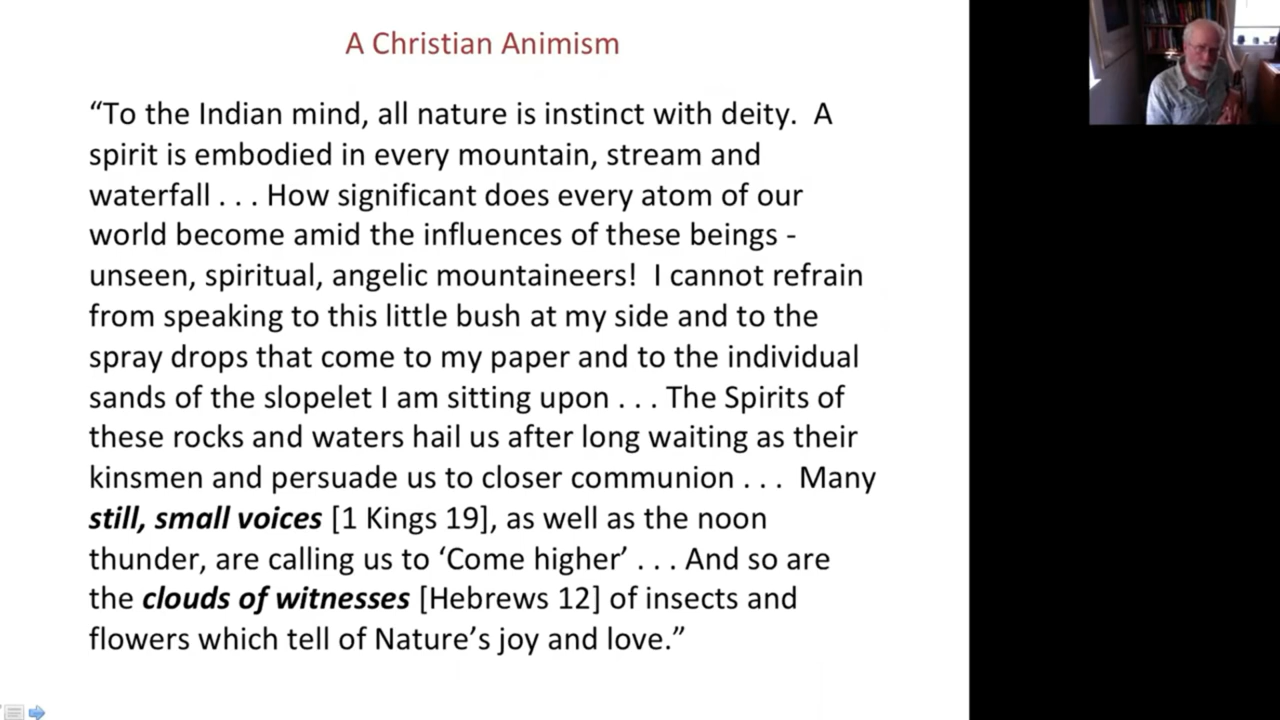 A Christian Animism
“To the Indian mind, all nature is instinct with deity.  A
spirit is embodied in every mountain, stream and
waterfall . . . How significant does every atom of our
world become amid the influences of these beings -
unseen, spiritual, angelic mountaineers!  I cannot refrain
from speaking to this little bush at my side and to the
spray drops that come to my paper and to the individual
sands of the slopelet I am sitting upon . . . The Spirits of
these rocks and waters hail us after long waiting as their
kinsmen and persuade us to closer communion . . .  Many
still, small voices [1 Kings 19], as well as the noon
thunder, are calling us to ‘Come higher’ . . . And so are
the clouds of witnesses [Hebrews 12] of insects and
flowers which tell of Nature’s joy and love.”